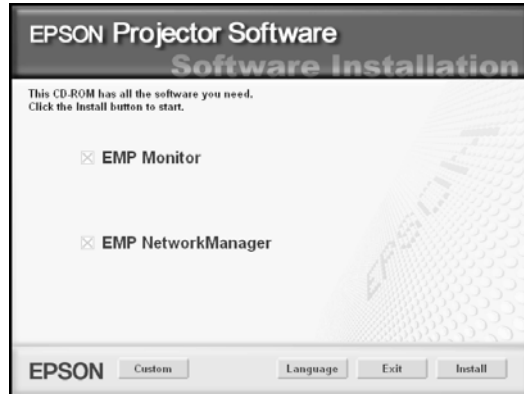 EPSON Projector Software
Software Installation
This CD-ROM has all the software you need.
Click the Install button to start.
EMP Monitor
EMP NetworkManager
EPSON
EPSON
Custom
Language
Exit
Install